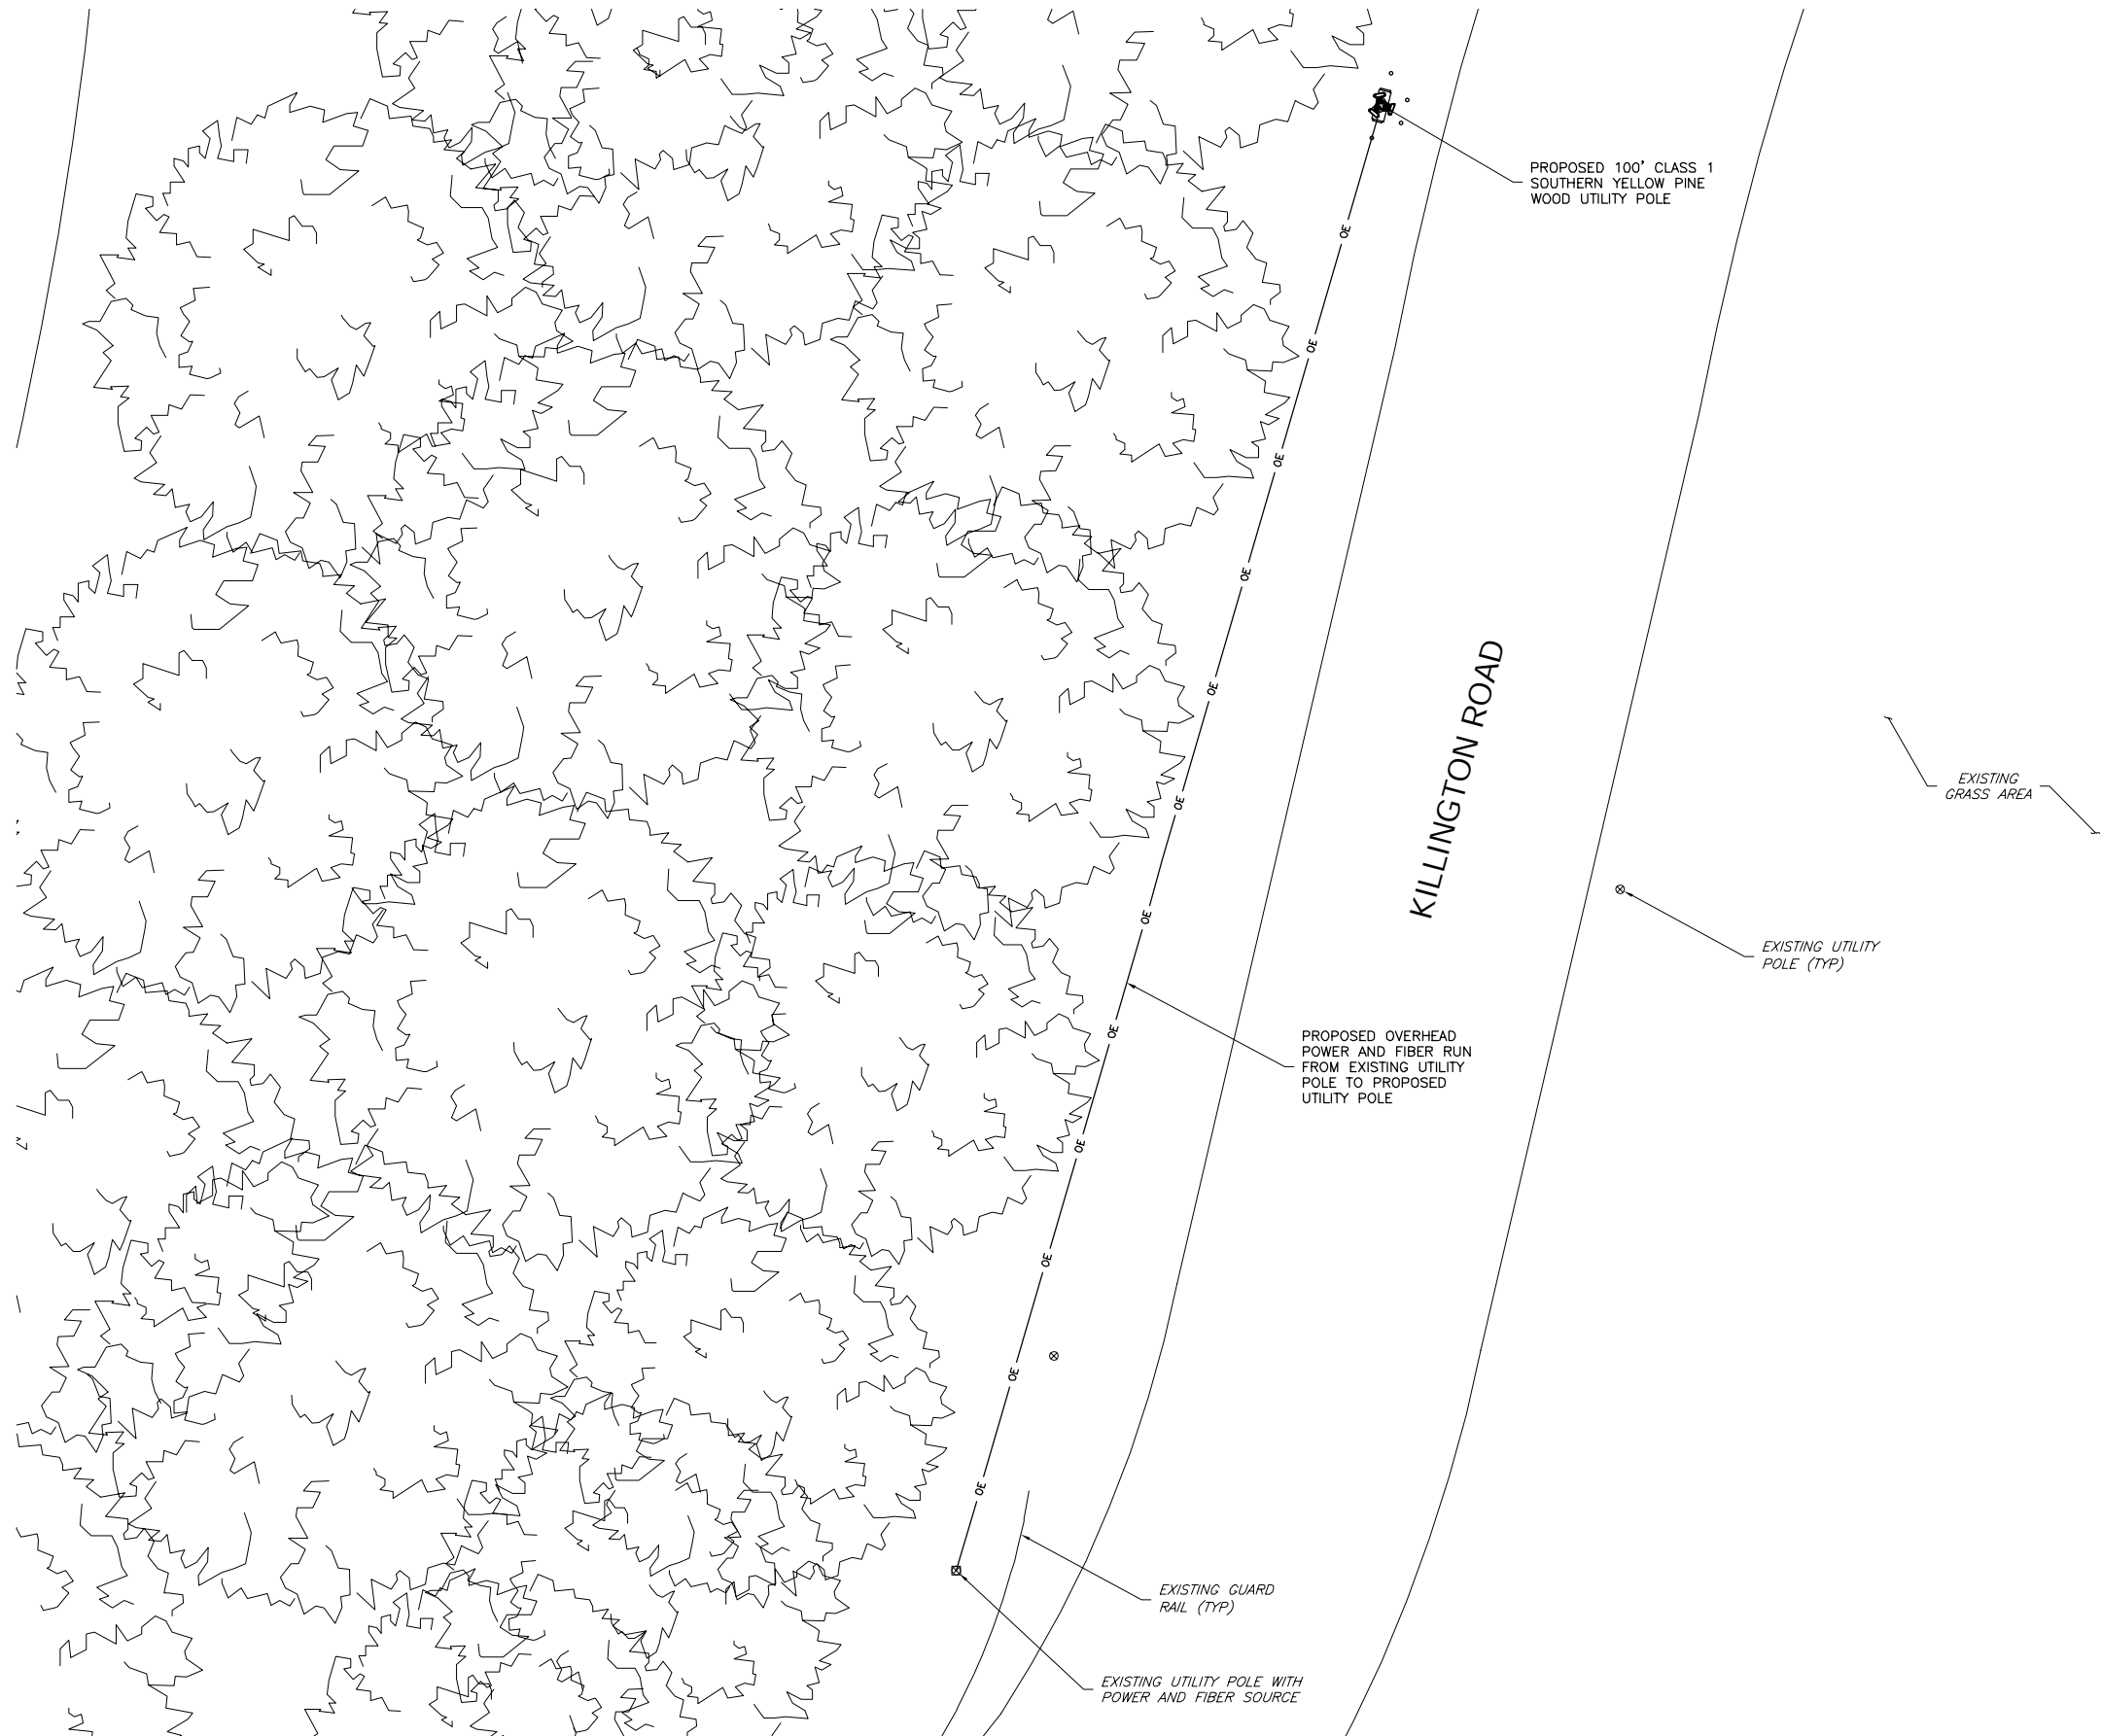 PROPOSED 100' CLASS 1
SOUTHERN YELLOW PINE
WOOD UTILITY POLE
OE
OE
OE
OE
OE
OE
OE
OE
OE
OE
OE
OE
KILLINGTON ROAD
EXISTING
GRASS AREA
EXISTING UTILITY
POLE (TYP)
PROPOSED OVERHEAD
POWER AND FIBER RUN
FROM EXISTING UTILITY
POLE TO PROPOSED
UTILITY POLE
EXISTING GUARD
RAIL (TYP)
EXISTING UTILITY POLE WITH
POWER AND FIBER SOURCE